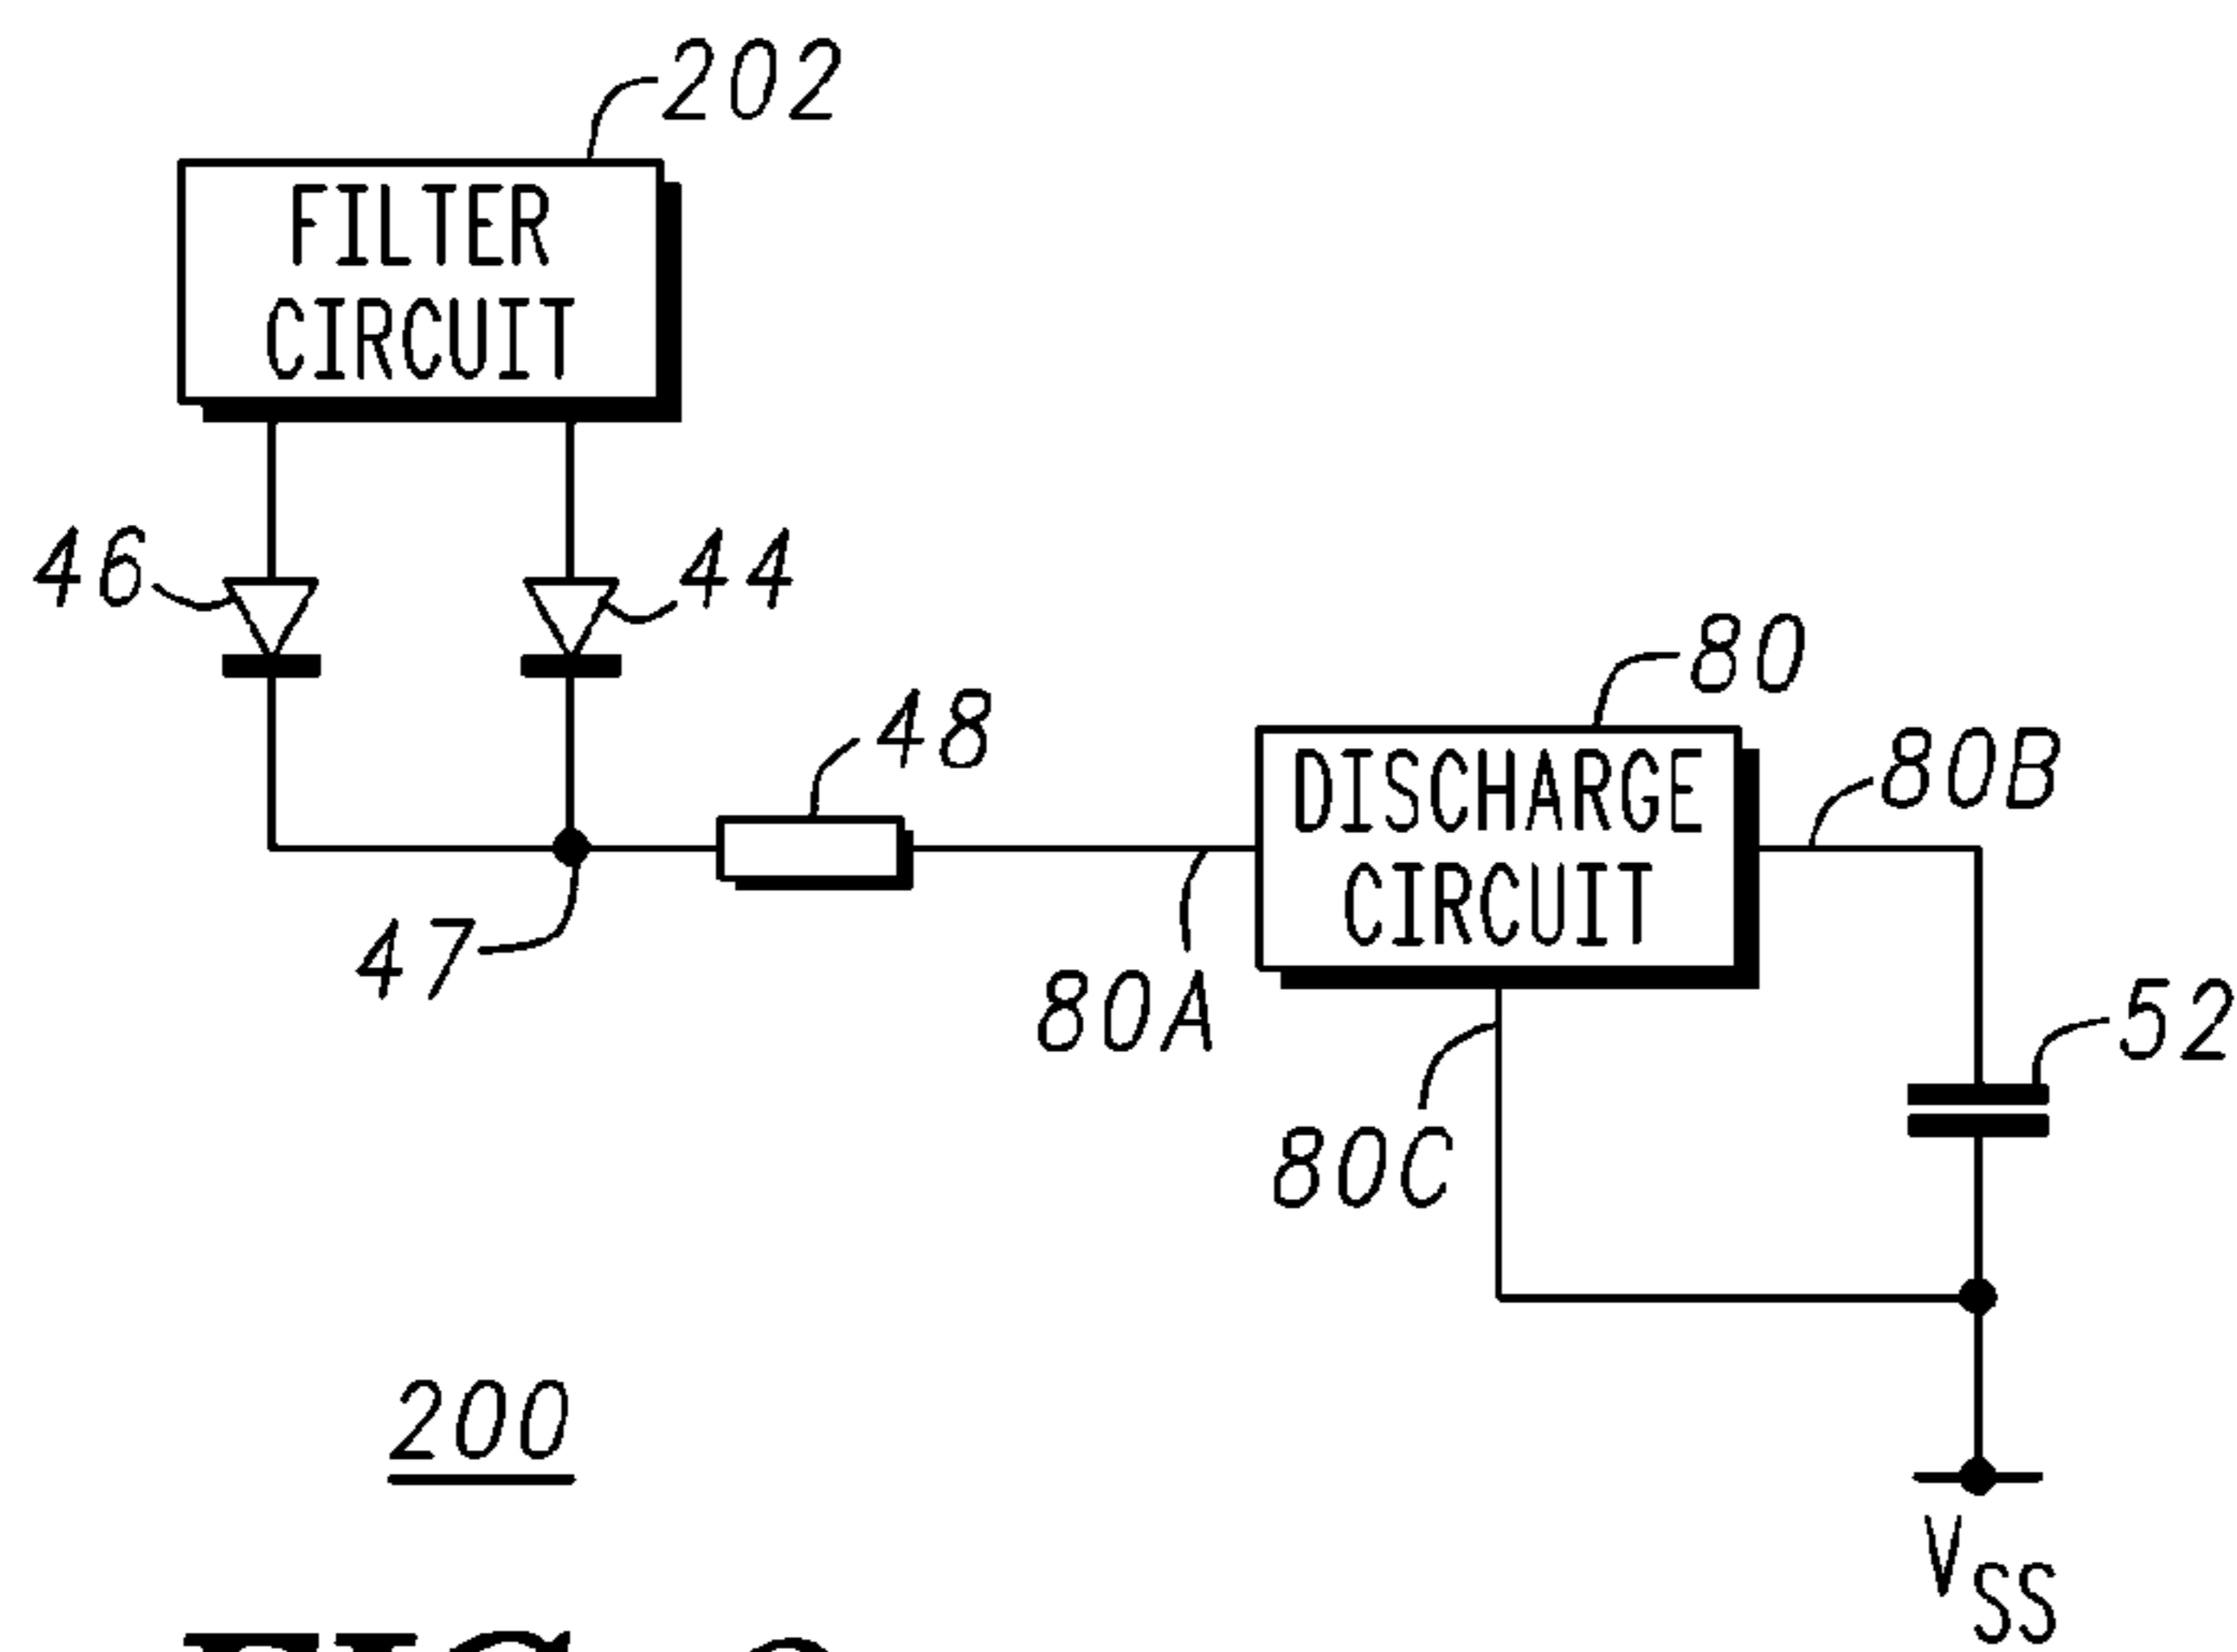 202
FILTER
CIRCUIT
46
44
48
80
DISCHARGE
CIRCUIT
80B
47
80A
52
80C
200
VSS